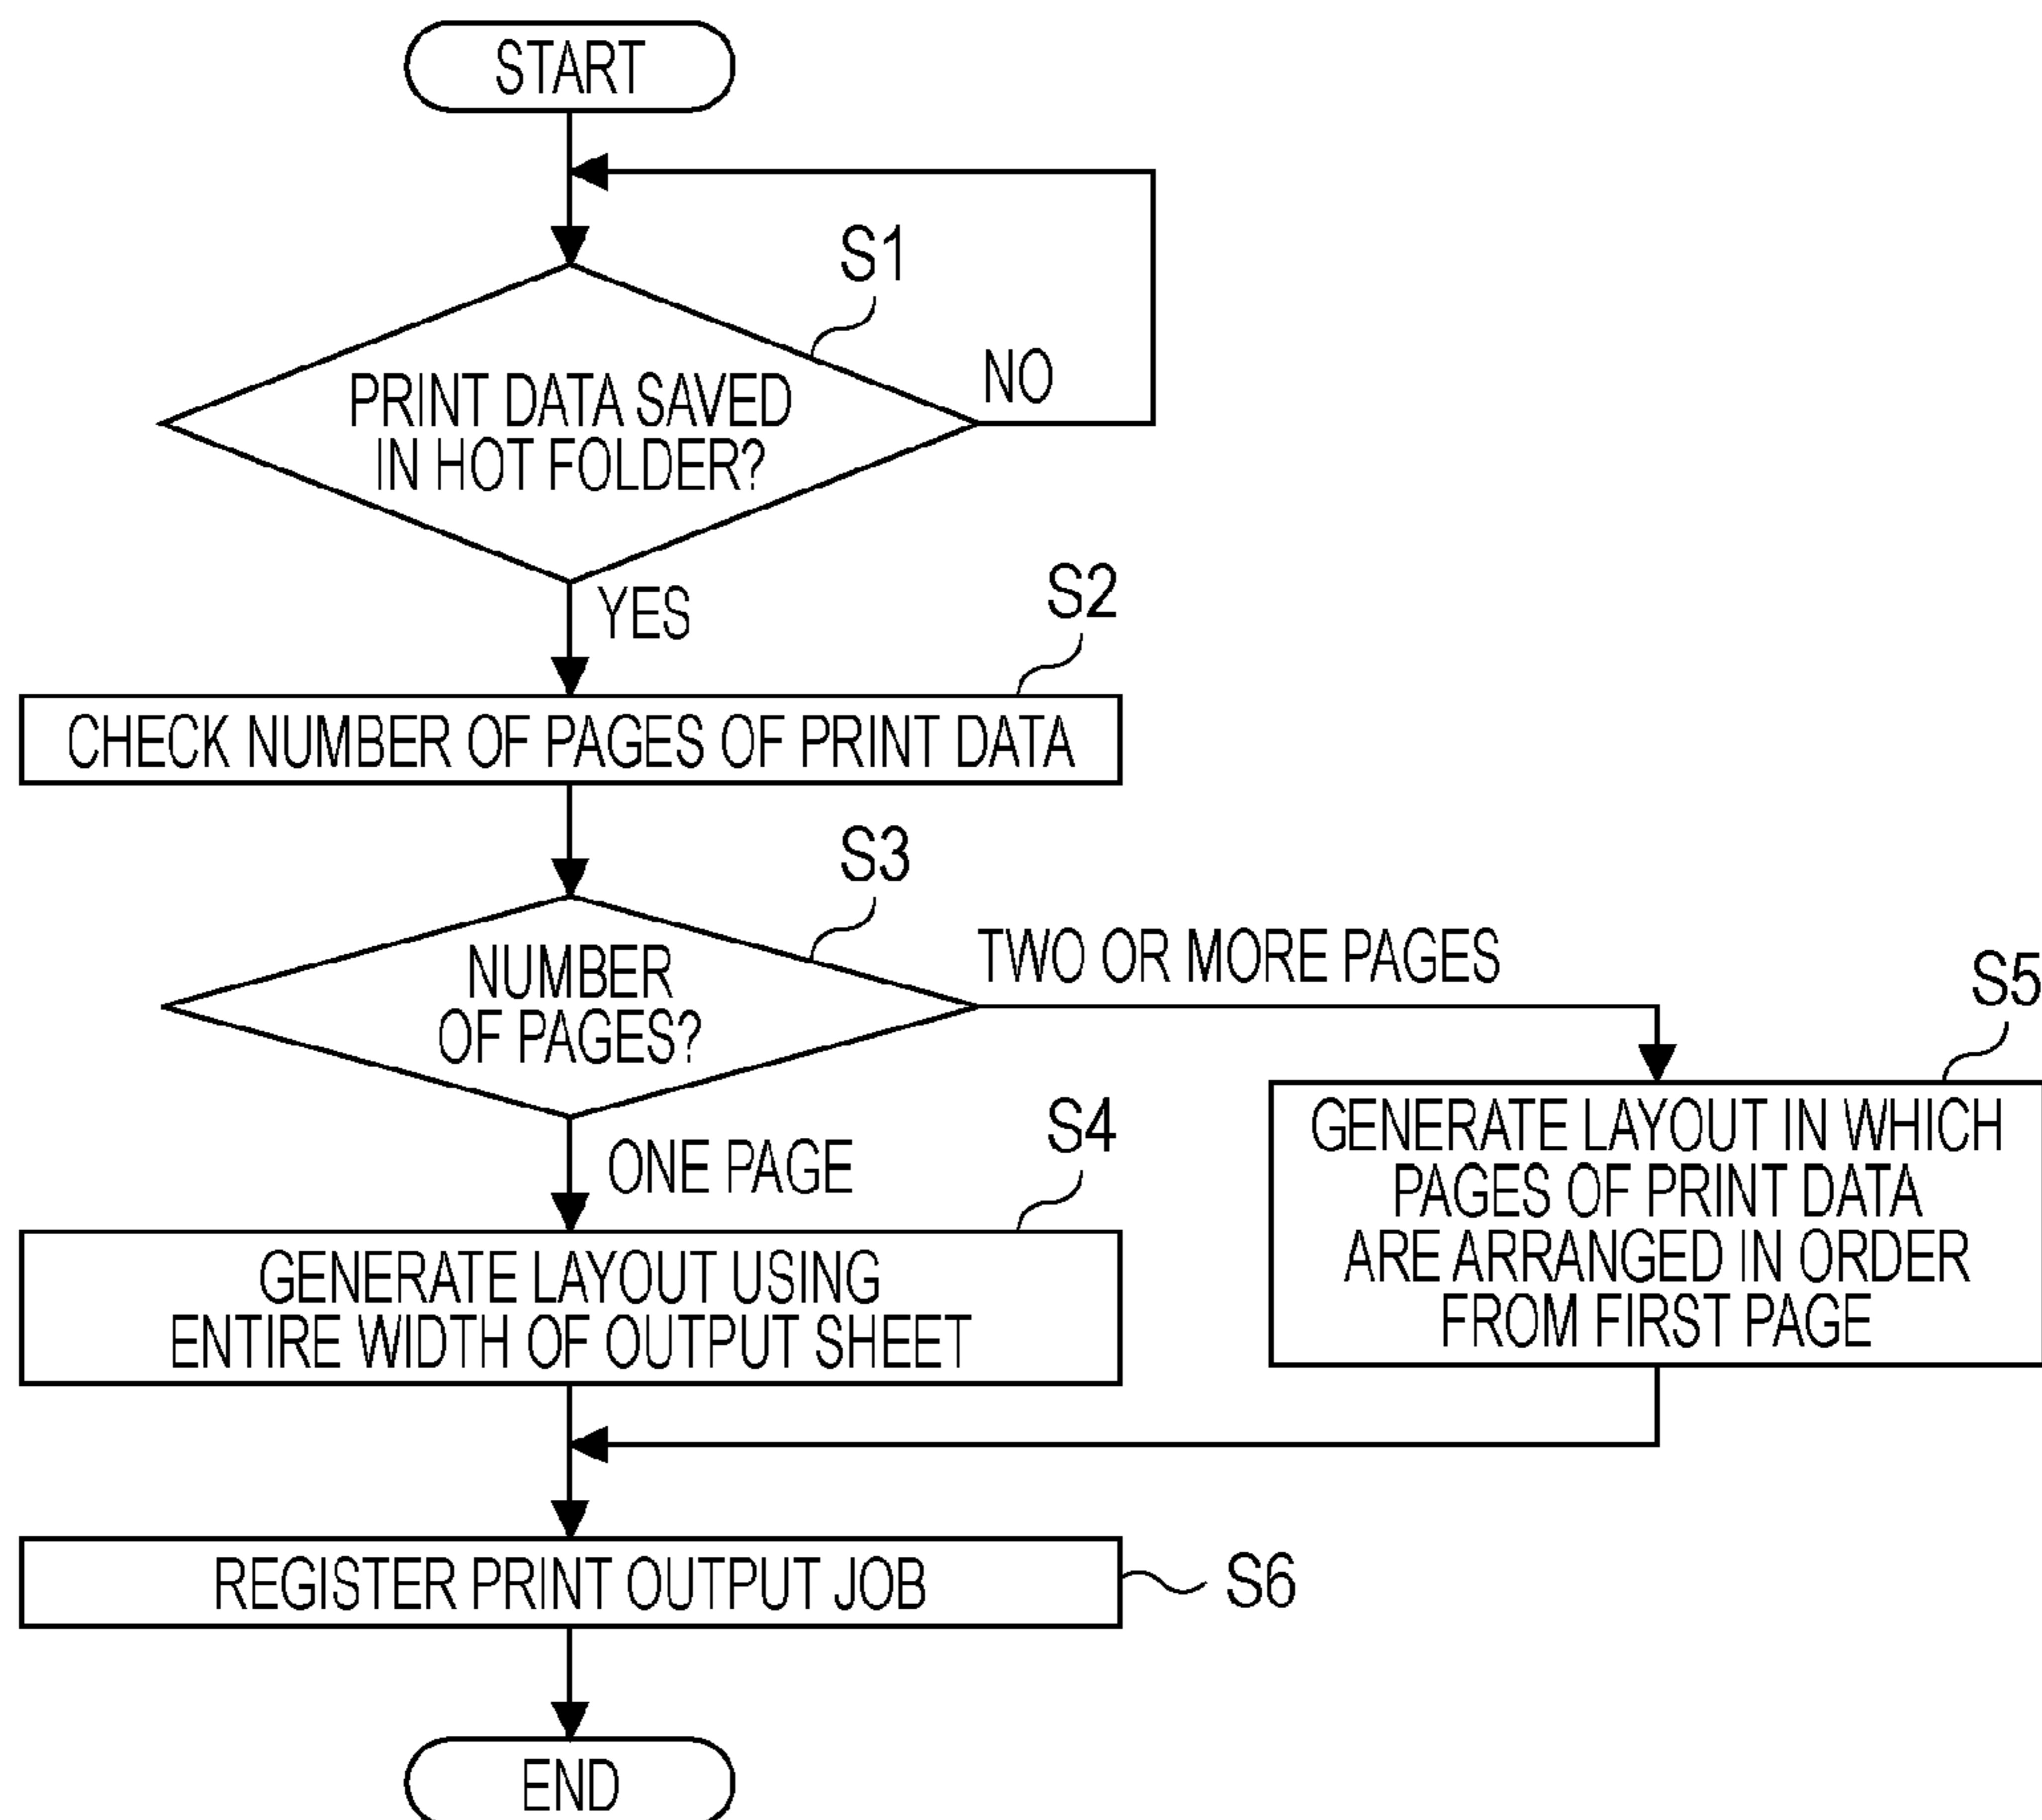 START
S1
PRINT DATA SAVED
IN HOT FOLDER?
NO
YES
S2
CHECK NUMBER OF PAGES OF PRINT DATA
S3
NUMBER
OF PAGES?
TWO OR MORE PAGES
S5
ONE PAGE
S4
GENERATE LAYOUT IN WHICH
PAGES OF PRINT DATA
ARE ARRANGED IN ORDER
FROM FIRST PAGE
GENERATE LAYOUT USING
ENTIRE WIDTH OF OUTPUT SHEET
REGISTER PRINT OUTPUT JOB
S6
END